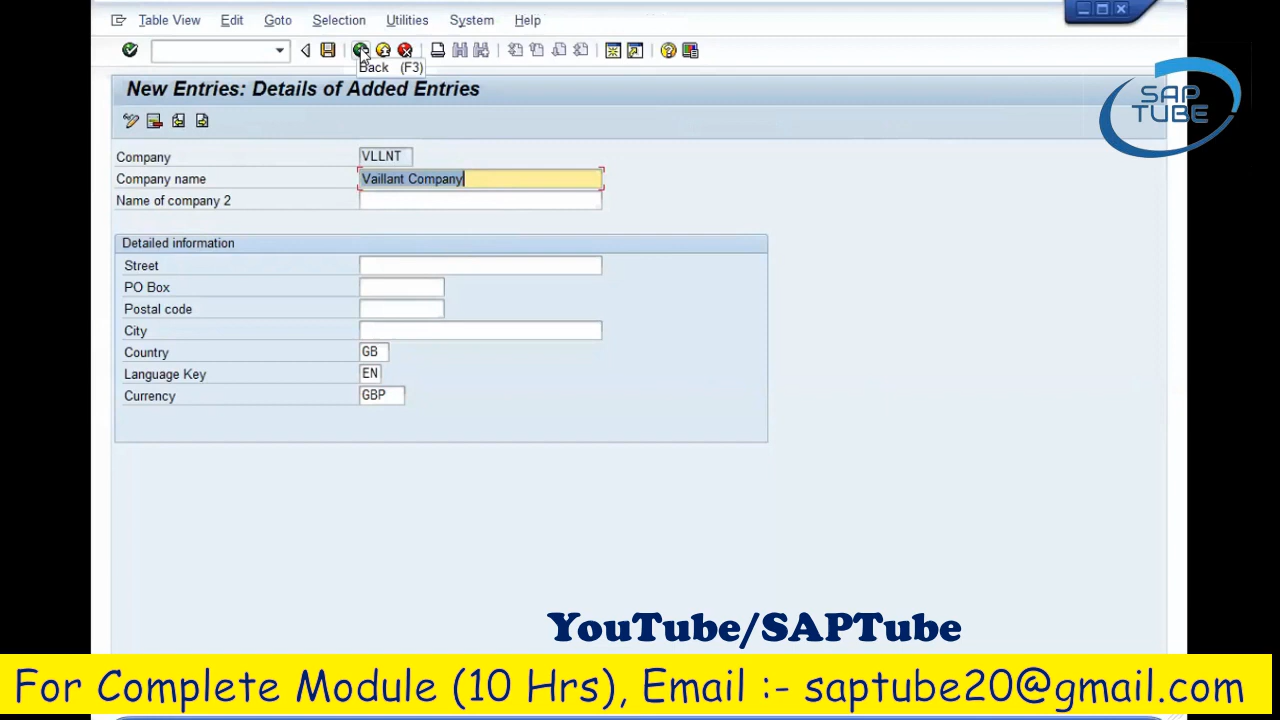 Table View Edit Goto Selection Utilities System Help
Back (F3)
New Entries: Details of Added Entries
SAP
TUBE
Company VLLNT
Company name Vaillant Company
Name of company 2
Detailed information
Street
PO Box
Postal code
City
Country GB
Language Key EN
Currency GBP
YouTube/SAPTube
For Complete Module (10 Hrs), Email :- saptube20@gmail.com